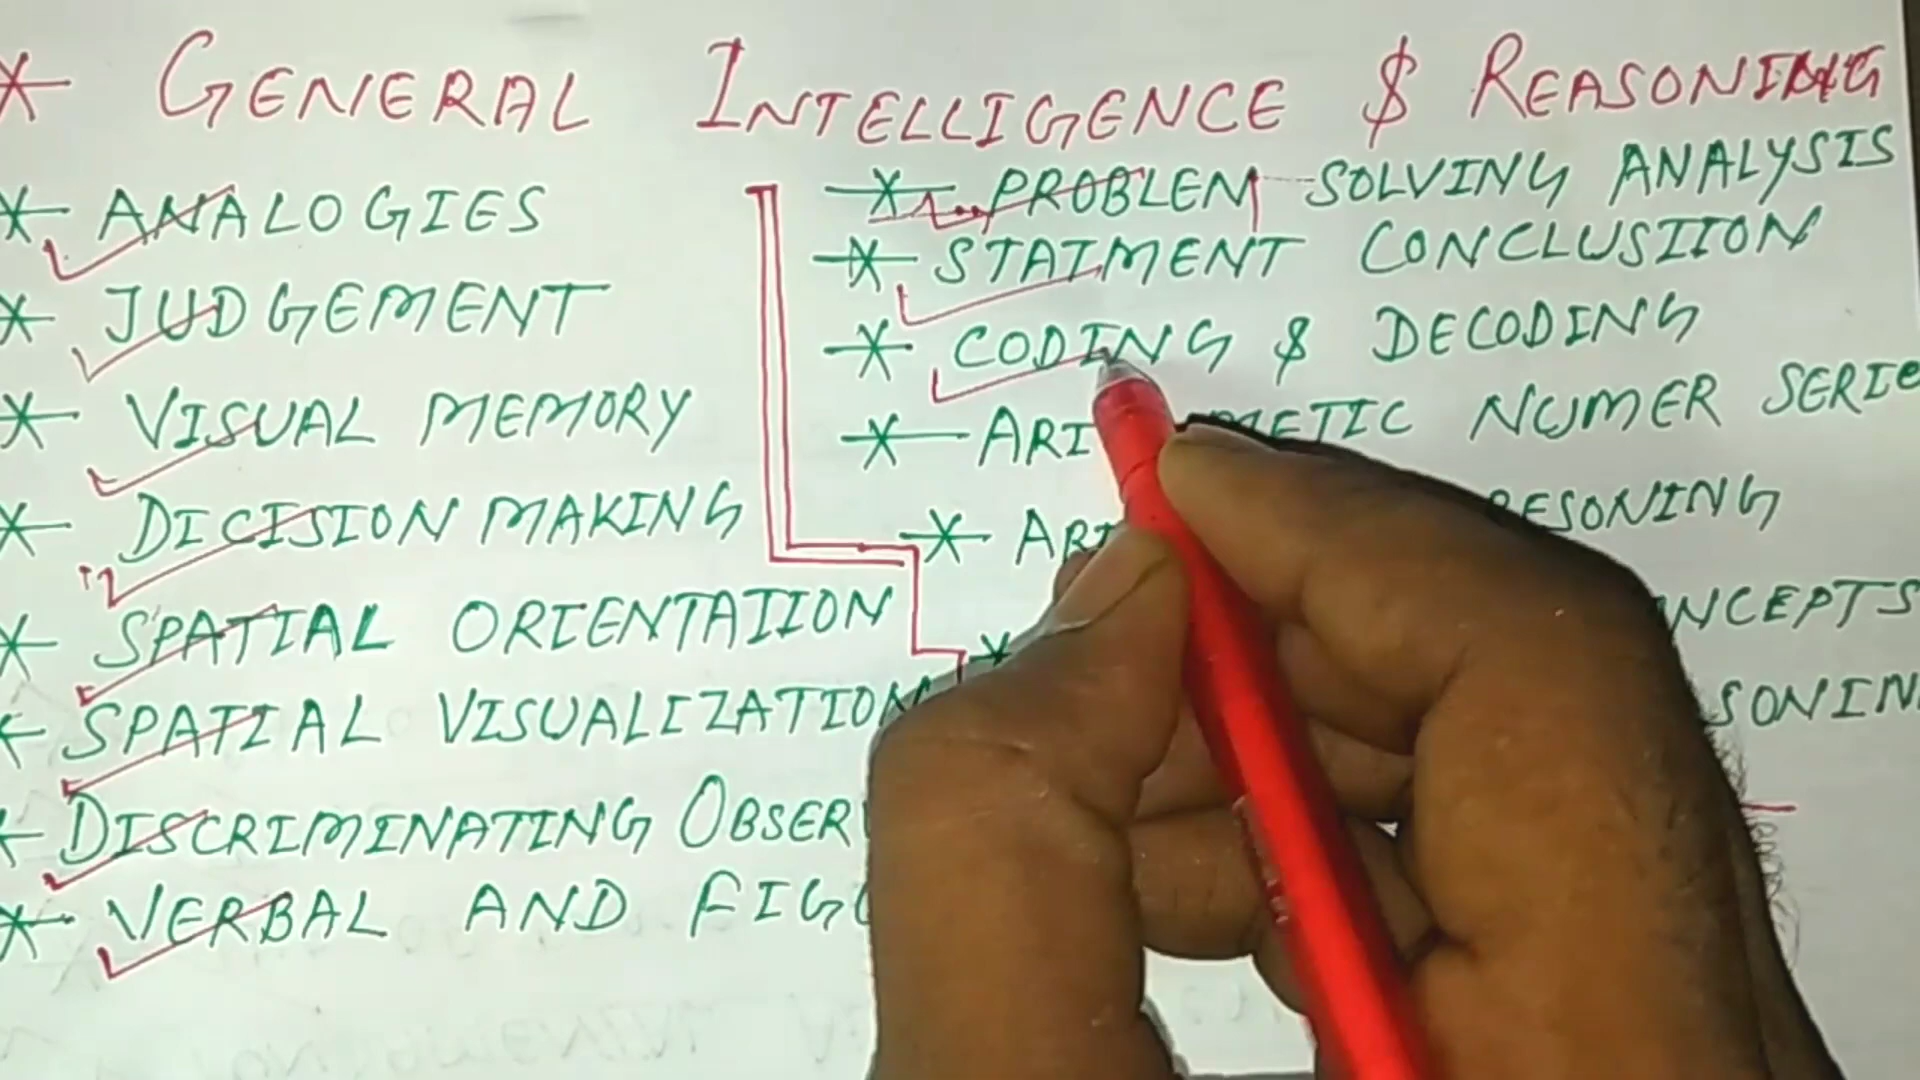 GENERAL INTELLIGENCE $ REASONING
ANALOGIES
JUDGEMENT
VISUAL MEMORY
DICISION MAKING
SPATIAL ORIENTATION
SPATIAL VISUALIZATION
DISCRIMINATING OBSER
VERBAL AND FIG
PROBLEM SOLVING ANALYSIS
STATMENT CONCLUSIION
CODING $ DECODING
ARI METIC NUMER SERIE
ARI RESONING
NCEPTS
SONIN